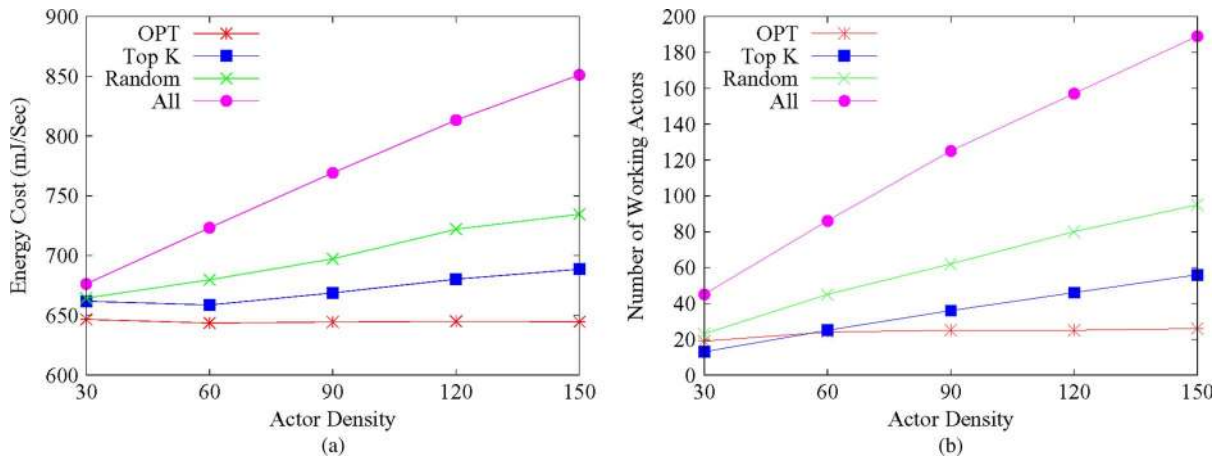 900
850
800
750
700
650
600
Energy Cost (mJ/Sec)
OPT
Top K
Random
All
30 60 90 120 150
Actor Density
(a)
200
180
160
140
120
100
80
60
40
20
0
Number of Working Actors
OPT
Top K
Random
All
30 60 90 120 150
Actor Density
(b)